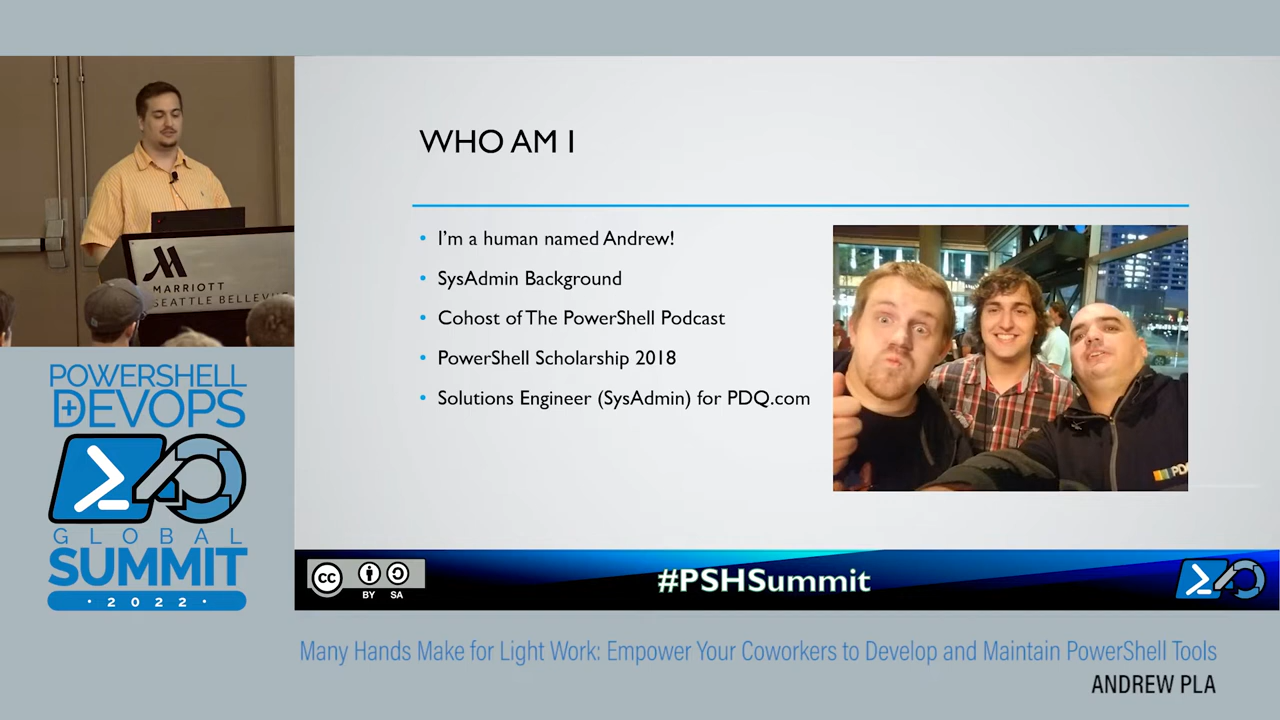 WHO AM I
• I'm a human named Andrew!
• SysAdmin Background
• Cohost of The PowerShell Podcast
• PowerShell Scholarship 2018
• Solutions Engineer (SysAdmin) for PDQ.com
MARRIOTT
SEATTLE BELLEVUE
POWERSHELL
DEVOPS
GLOBAL
SUMMIT
· 2022 ·
PDQ
CC
BY SA
#PSHSummit
Many Hands Make for Light Work: Empower Your Coworkers to Develop and Maintain PowerShell Tools
ANDREW PLA